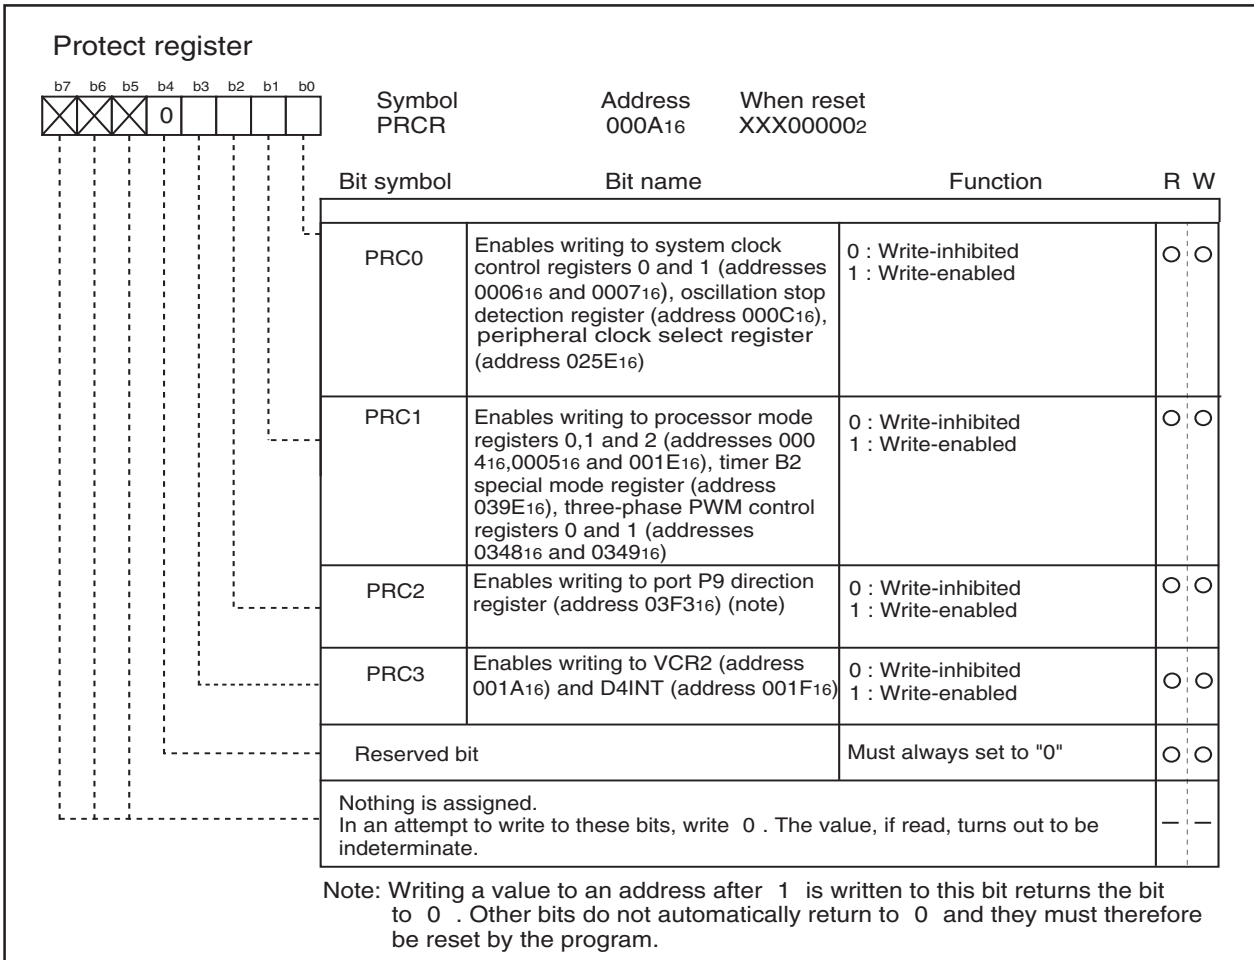 Protect register
b7 b6 b5 b4 b3 b2 b1 b0
0
Symbol Address When reset
PRCR 000A16 XXX000002
Bit symbol Bit name Function R W
PRC0
Enables writing to system clock
control registers 0 and 1 (addresses
000616 and 000716), oscillation stop
detection register (address 000C16),
peripheral clock select register
(address 025E16)
0 : Write-inhibited
1 : Write-enabled
PRC1
Enables writing to processor mode
registers 0,1 and 2 (addresses 000
416,000516 and 001E16), timer B2
special mode register (address
039E16), three-phase PWM control
registers 0 and 1 (addresses
034816 and 034916)
0 : Write-inhibited
1 : Write-enabled
PRC2
Enables writing to port P9 direction
register (address 03F316) (note)
0 : Write-inhibited
1 : Write-enabled
PRC3
Enables writing to VCR2 (address
001A16) and D4INT (address 001F16)
0 : Write-inhibited
1 : Write-enabled
Reserved bit
Must always set to "0"
Nothing is assigned.
In an attempt to write to these bits, write 0 . The value, if read, turns out to be
indeterminate.
Note: Writing a value to an address after 1 is written to this bit returns the bit
to 0 . Other bits do not automatically return to 0 and they must therefore
be reset by the program.